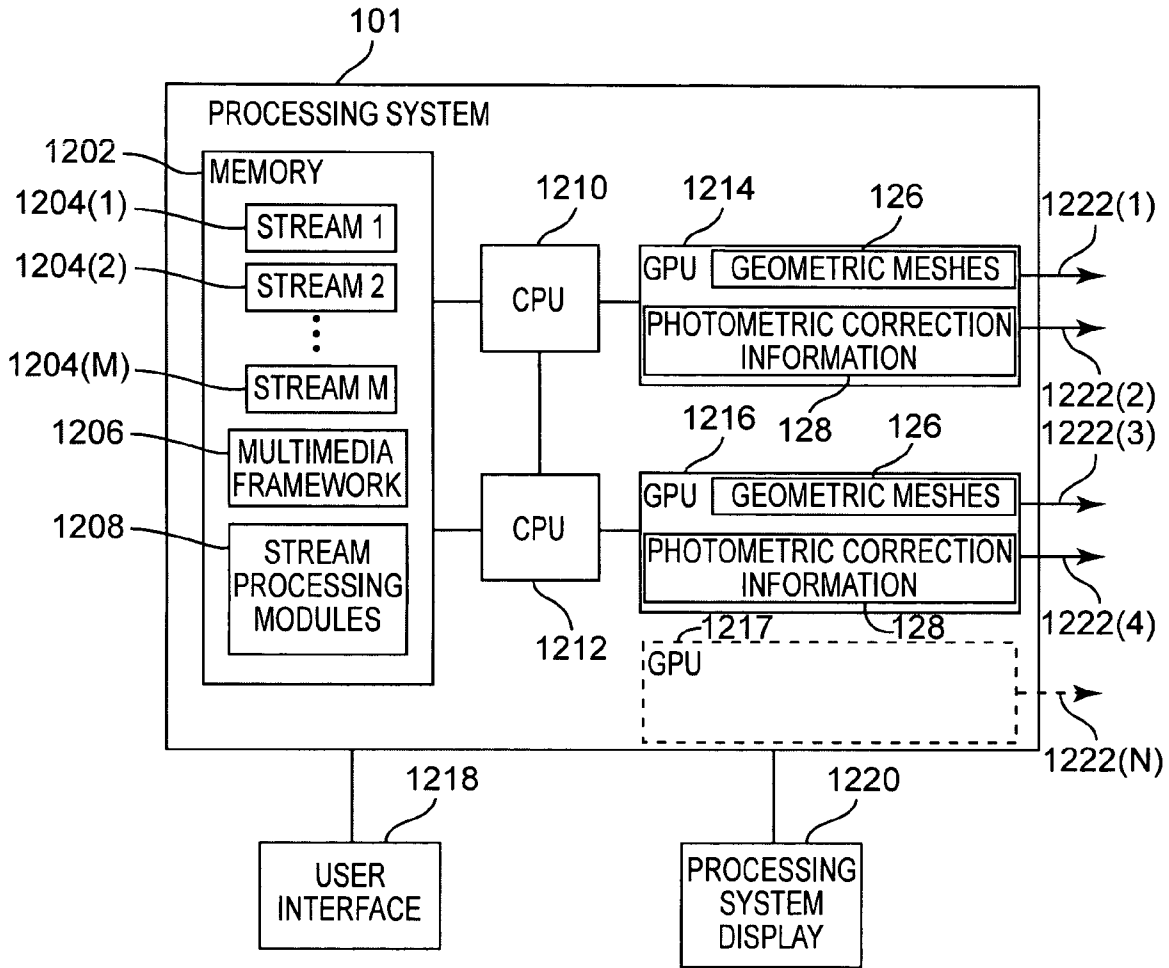 101
PROCESSING SYSTEM
1202
MEMORY
1204(1)
STREAM 1
1204(2)
STREAM 2
1204(M)
STREAM M
1206
MULTIMEDIA
FRAMEWORK
1208
STREAM
PROCESSING
MODULES
1210
CPU
CPU
1212
1214
126
GPU
GEOMETRIC MESHES
PHOTOMETRIC CORRECTION
INFORMATION
128
1222(1)
1222(2)
1216
126
GPU
GEOMETRIC MESHES
PHOTOMETRIC CORRECTION
INFORMATION
128
1222(3)
1222(4)
1217
GPU
1222(N)
1218
USER
INTERFACE
1220
PROCESSING
SYSTEM
DISPLAY